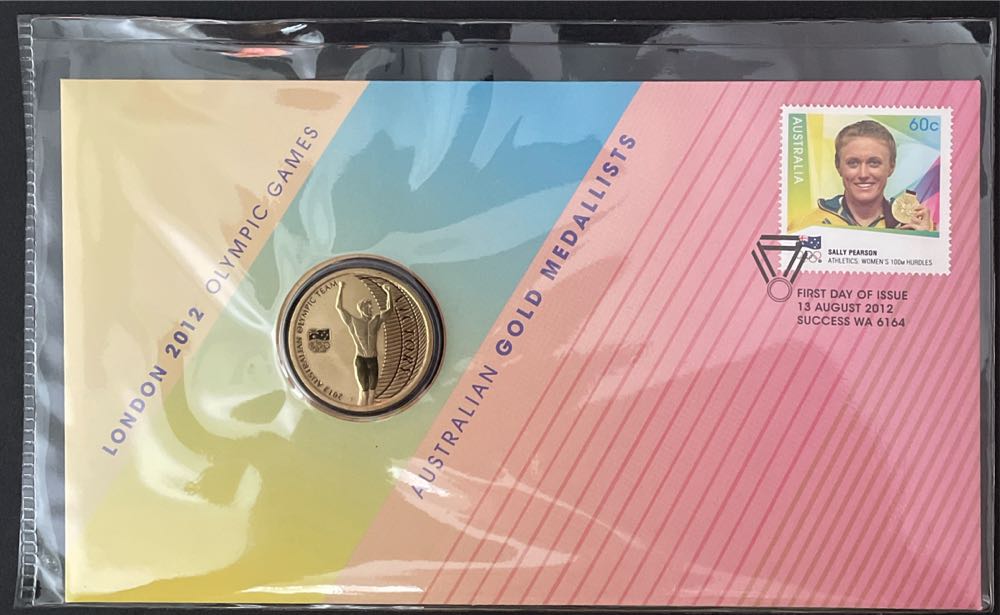 LONDON 2012 OLYMPIC GAMES
AUSTRALIAN GOLD MEDALLISTS
2012 AUSTRALIAN OLYMPIC TEAM
VICTORY
AUSTRALIA
60c
SALLY PEARSON
ATHLETICS: WOMEN'S 100m HURDLES
FIRST DAY OF ISSUE
13 AUGUST 2012
SUCCESS WA 6164